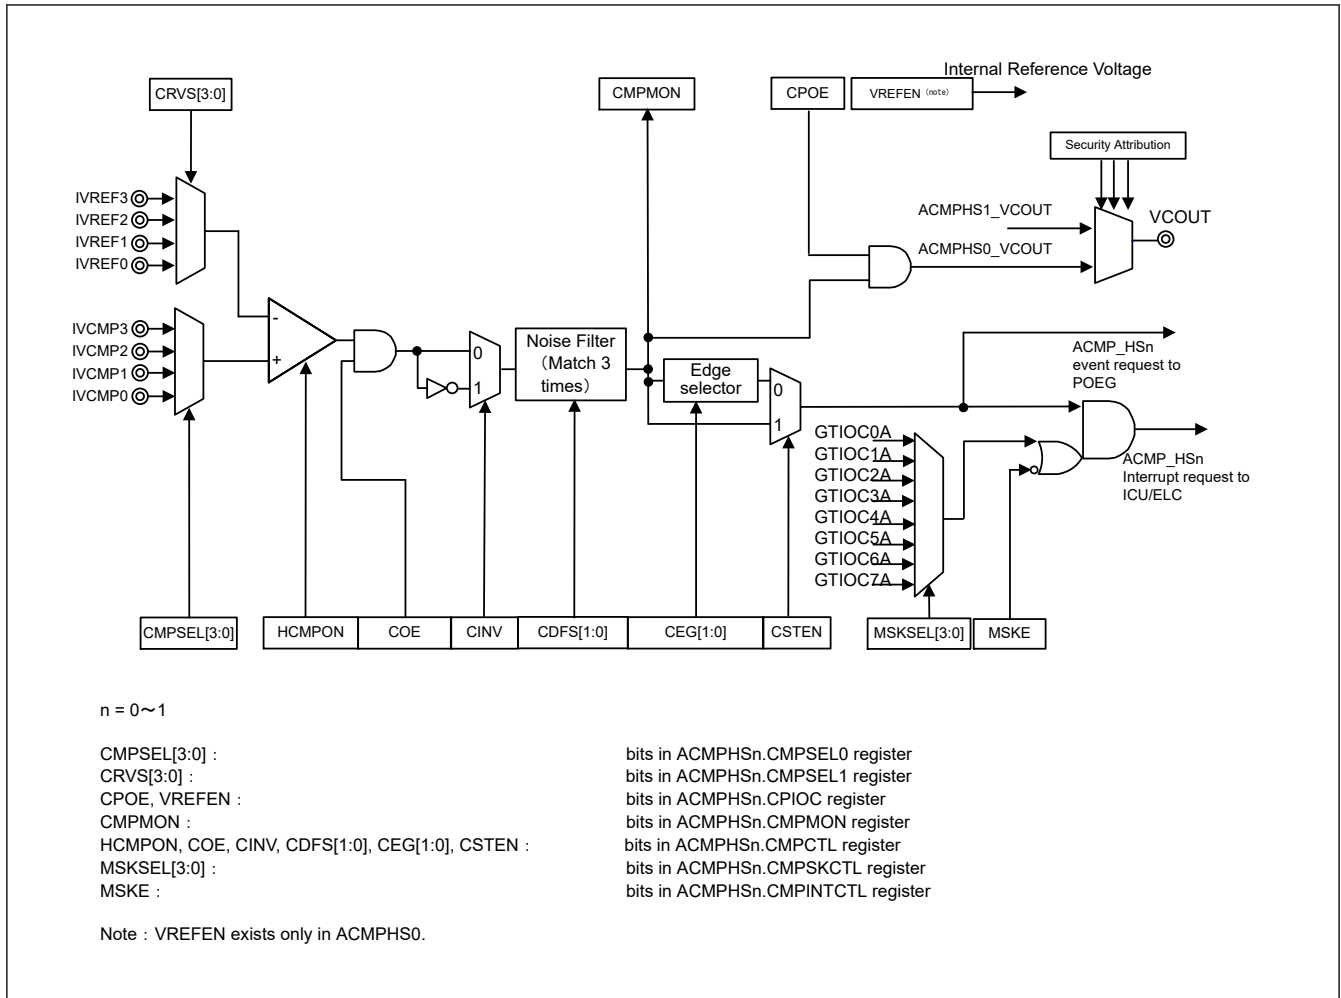 Internal Reference Voltage
CRVS[3:0]
CMPMON
CPOE
VREFEN (note)
Security Attribution
IVREF3
IVREF2
IVREF1
IVREF0
ACMPHS1_VCOUT
VCOUT
ACMPHS0_VCOUT
IVCMP3
IVCMP2
IVCMP1
IVCMP0
-
+
0
1
Noise Filter
（Match 3
times）
Edge
selector
0
1
ACMP_HSn
event request to
POEG
GTIOC0A
GTIOC1A
GTIOC2A
GTIOC3A
GTIOC4A
GTIOC5A
GTIOC6A
GTIOC7A
ACMP_HSn
Interrupt request to
ICU/ELC
CMPSEL[3:0]
HCMPON
COE
CINV
CDFS[1:0]
CEG[1:0]
CSTEN
MSKSEL[3:0]
MSKE
n = 0～1
CMPSEL[3:0] : bits in ACMPHSn.CMPSEL0 register
CRVS[3:0] : bits in ACMPHSn.CMPSEL1 register
CPOE, VREFEN : bits in ACMPHSn.CPIOC register
CMPMON : bits in ACMPHSn.CMPMON register
HCMPON, COE, CINV, CDFS[1:0], CEG[1:0], CSTEN : bits in ACMPHSn.CMPCTL register
MSKSEL[3:0] : bits in ACMPHSn.CMPSKCTL register
MSKE : bits in ACMPHSn.CMPINTCTL register
Note : VREFEN exists only in ACMPHS0.